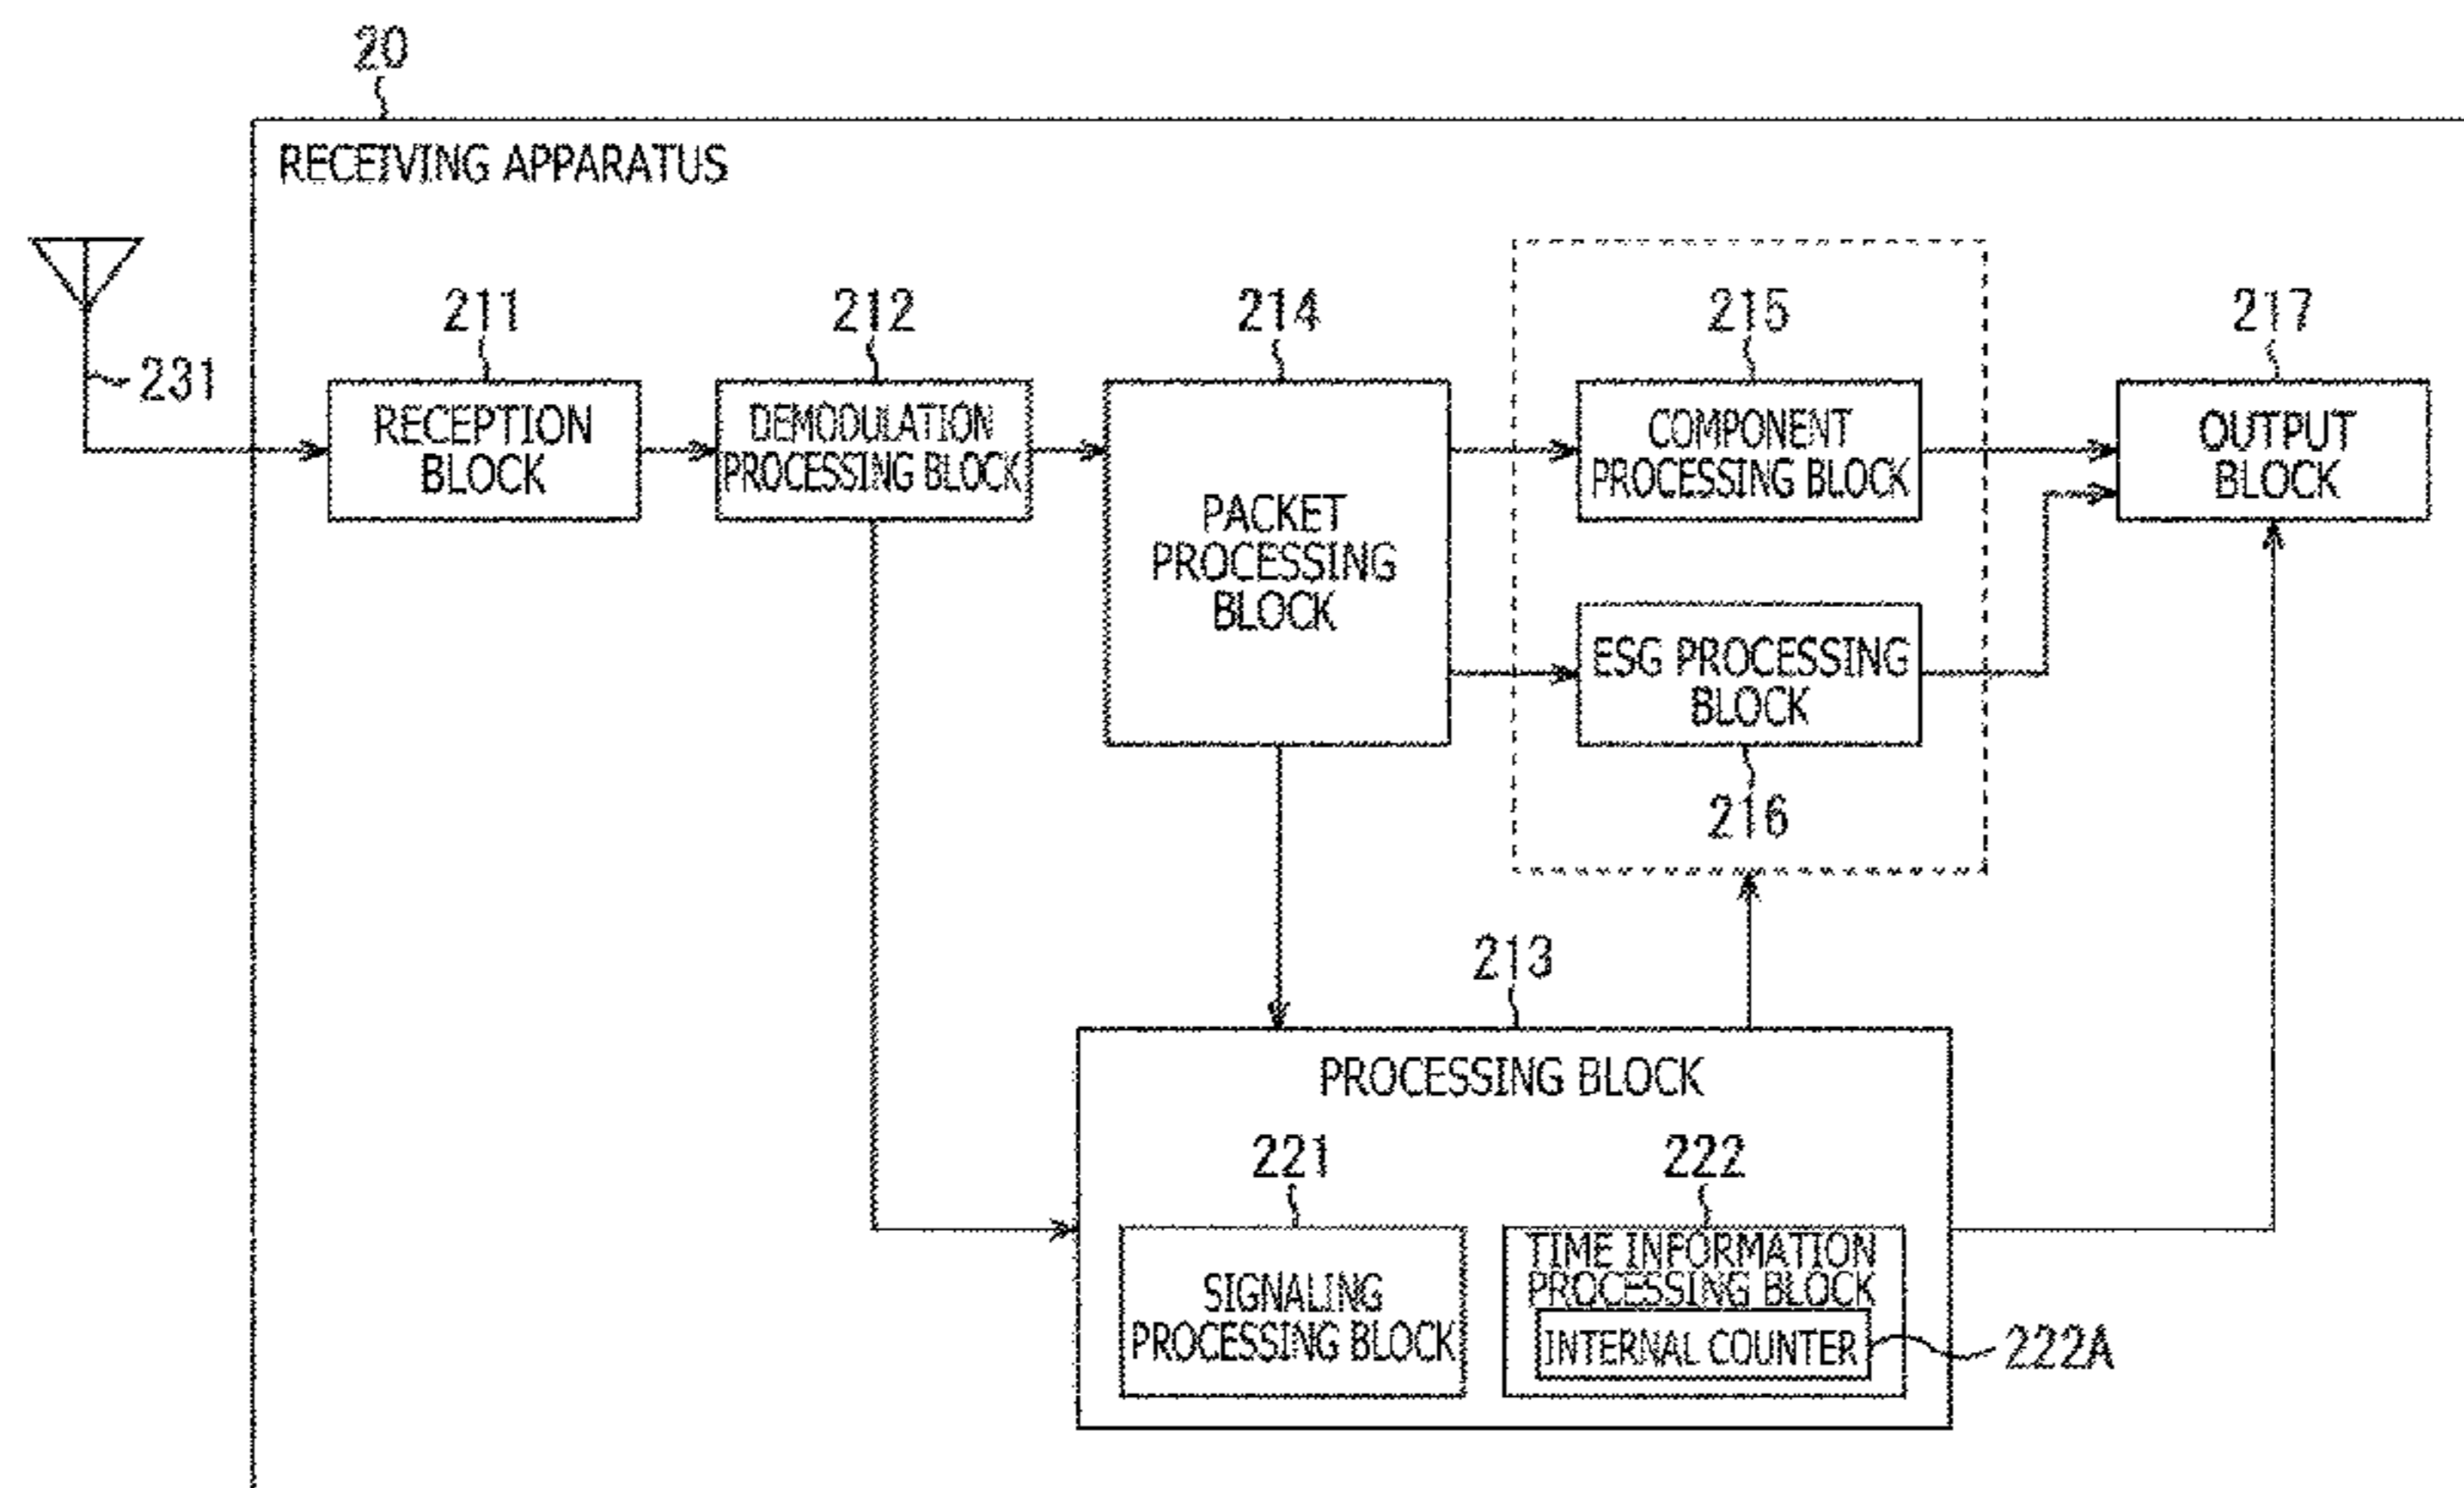 20
RECEIVING APPARATUS
231
211
RECEPTION
BLOCK
212
DEMODULATION
PROCESSING BLOCK
214
PACKET
PROCESSING
BLOCK
215
COMPONENT
PROCESSING BLOCK
217
OUTPUT
BLOCK
ESG PROCESSING
BLOCK
216
213
PROCESSING BLOCK
221
SIGNALING
PROCESSING BLOCK
222
TIME INFORMATION
PROCESSING BLOCK
INTERNAL COUNTER
222A